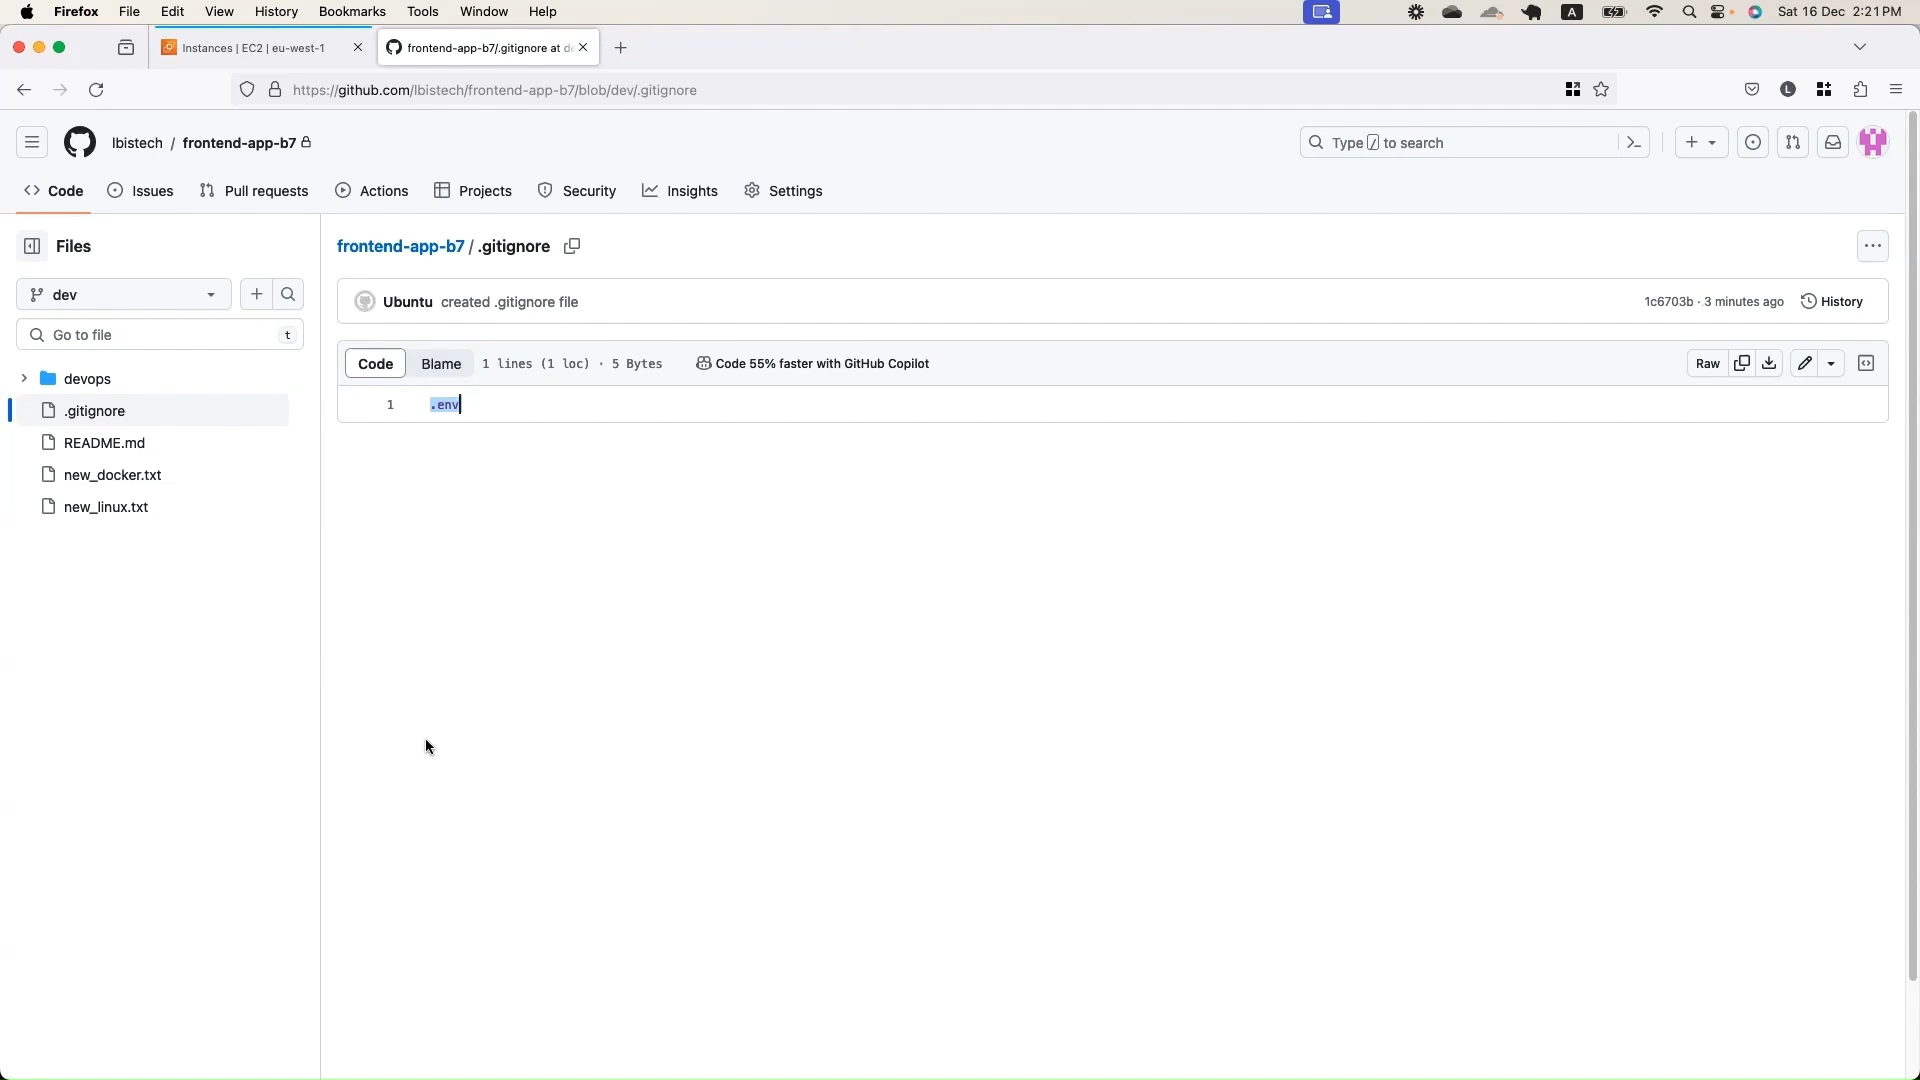 Firefox File Edit View History Bookmarks Tools Window Help A Sat 16 Dec 2:21 PM
Instances | EC2 | eu-west-1 frontend-app-b7/.gitignore at de
https://github.com/lbistech/frontend-app-b7/blob/dev/.gitignore L
lbistech / frontend-app-b7 Type / to search
Code Issues Pull requests Actions Projects Security Insights Settings
Files
frontend-app-b7 / .gitignore
dev
Ubuntu created .gitignore file 1c6703b · 3 minutes ago History
Go to file t
Code Blame 1 lines (1 loc) · 5 Bytes Code 55% faster with GitHub Copilot Raw
devops
1 .env
.gitignore
README.md
new_docker.txt
new_linux.txt